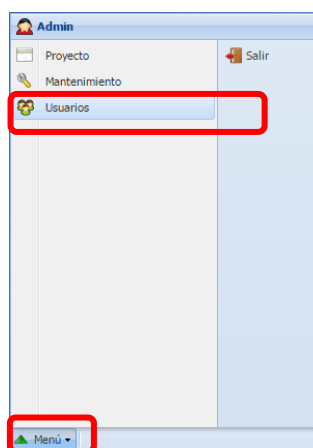 Admin
Proyecto
Salir
Mantenimiento
Usuarios
Menú